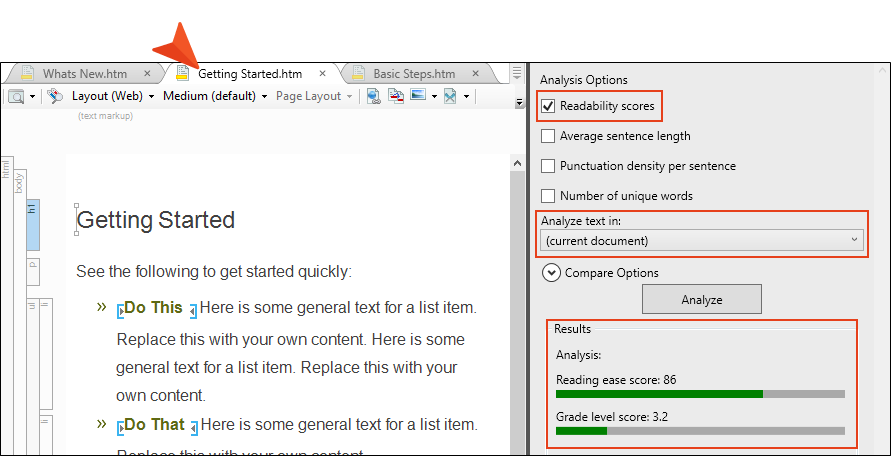 Whats New.htm
Getting Started.htm
Basic Steps.htm
Layout (Web)
Medium (default)
Page Layout
(text markup)
html
body
h1
p
ul
li
li
Getting Started
See the following to get started quickly:
» Do This Here is some general text for a list item.
Replace this with your own content. Here is some
general text for a list item. Replace this with your
own content.
» Do That Here is some general text for a list item.
Replace this with your own content.
Analysis Options
Readability scores
Average sentence length
Punctuation density per sentence
Number of unique words
Analyze text in:
(current document)
Compare Options
Analyze
Results
Analysis:
Reading ease score: 86
Grade level score: 3.2